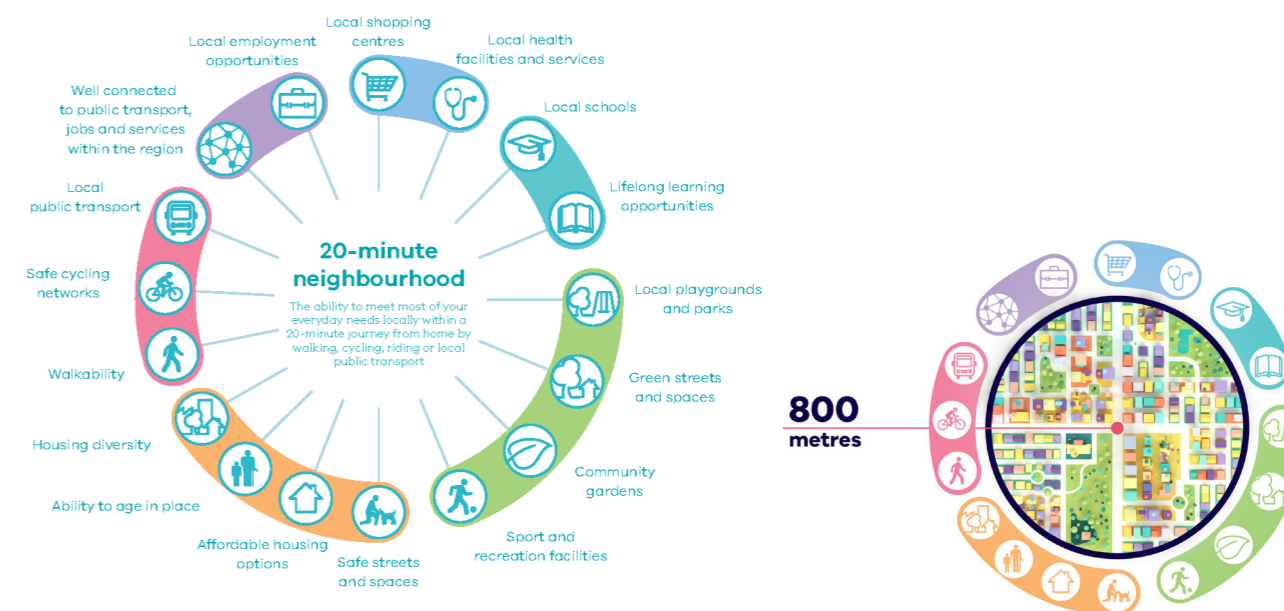 Local shopping
centres
Local health
facilities and services
Local schools
Lifelong learning
opportunities
Local playgrounds
and parks
Green streets
and spaces
Community
gardens
Sport and
recreation facilities
Safe streets
and spaces
Affordable housing
options
Ability to age in place
Housing diversity
Walkability
Safe cycling
networks
Local
public transport
Well connected
to public transport,
jobs and services
within the region
Local employment
opportunities
20-minute
neighbourhood
The ability to meet most of your
everyday needs locally within a
20-minute journey from home by
walking, cycling, riding or local
public transport
800
metres